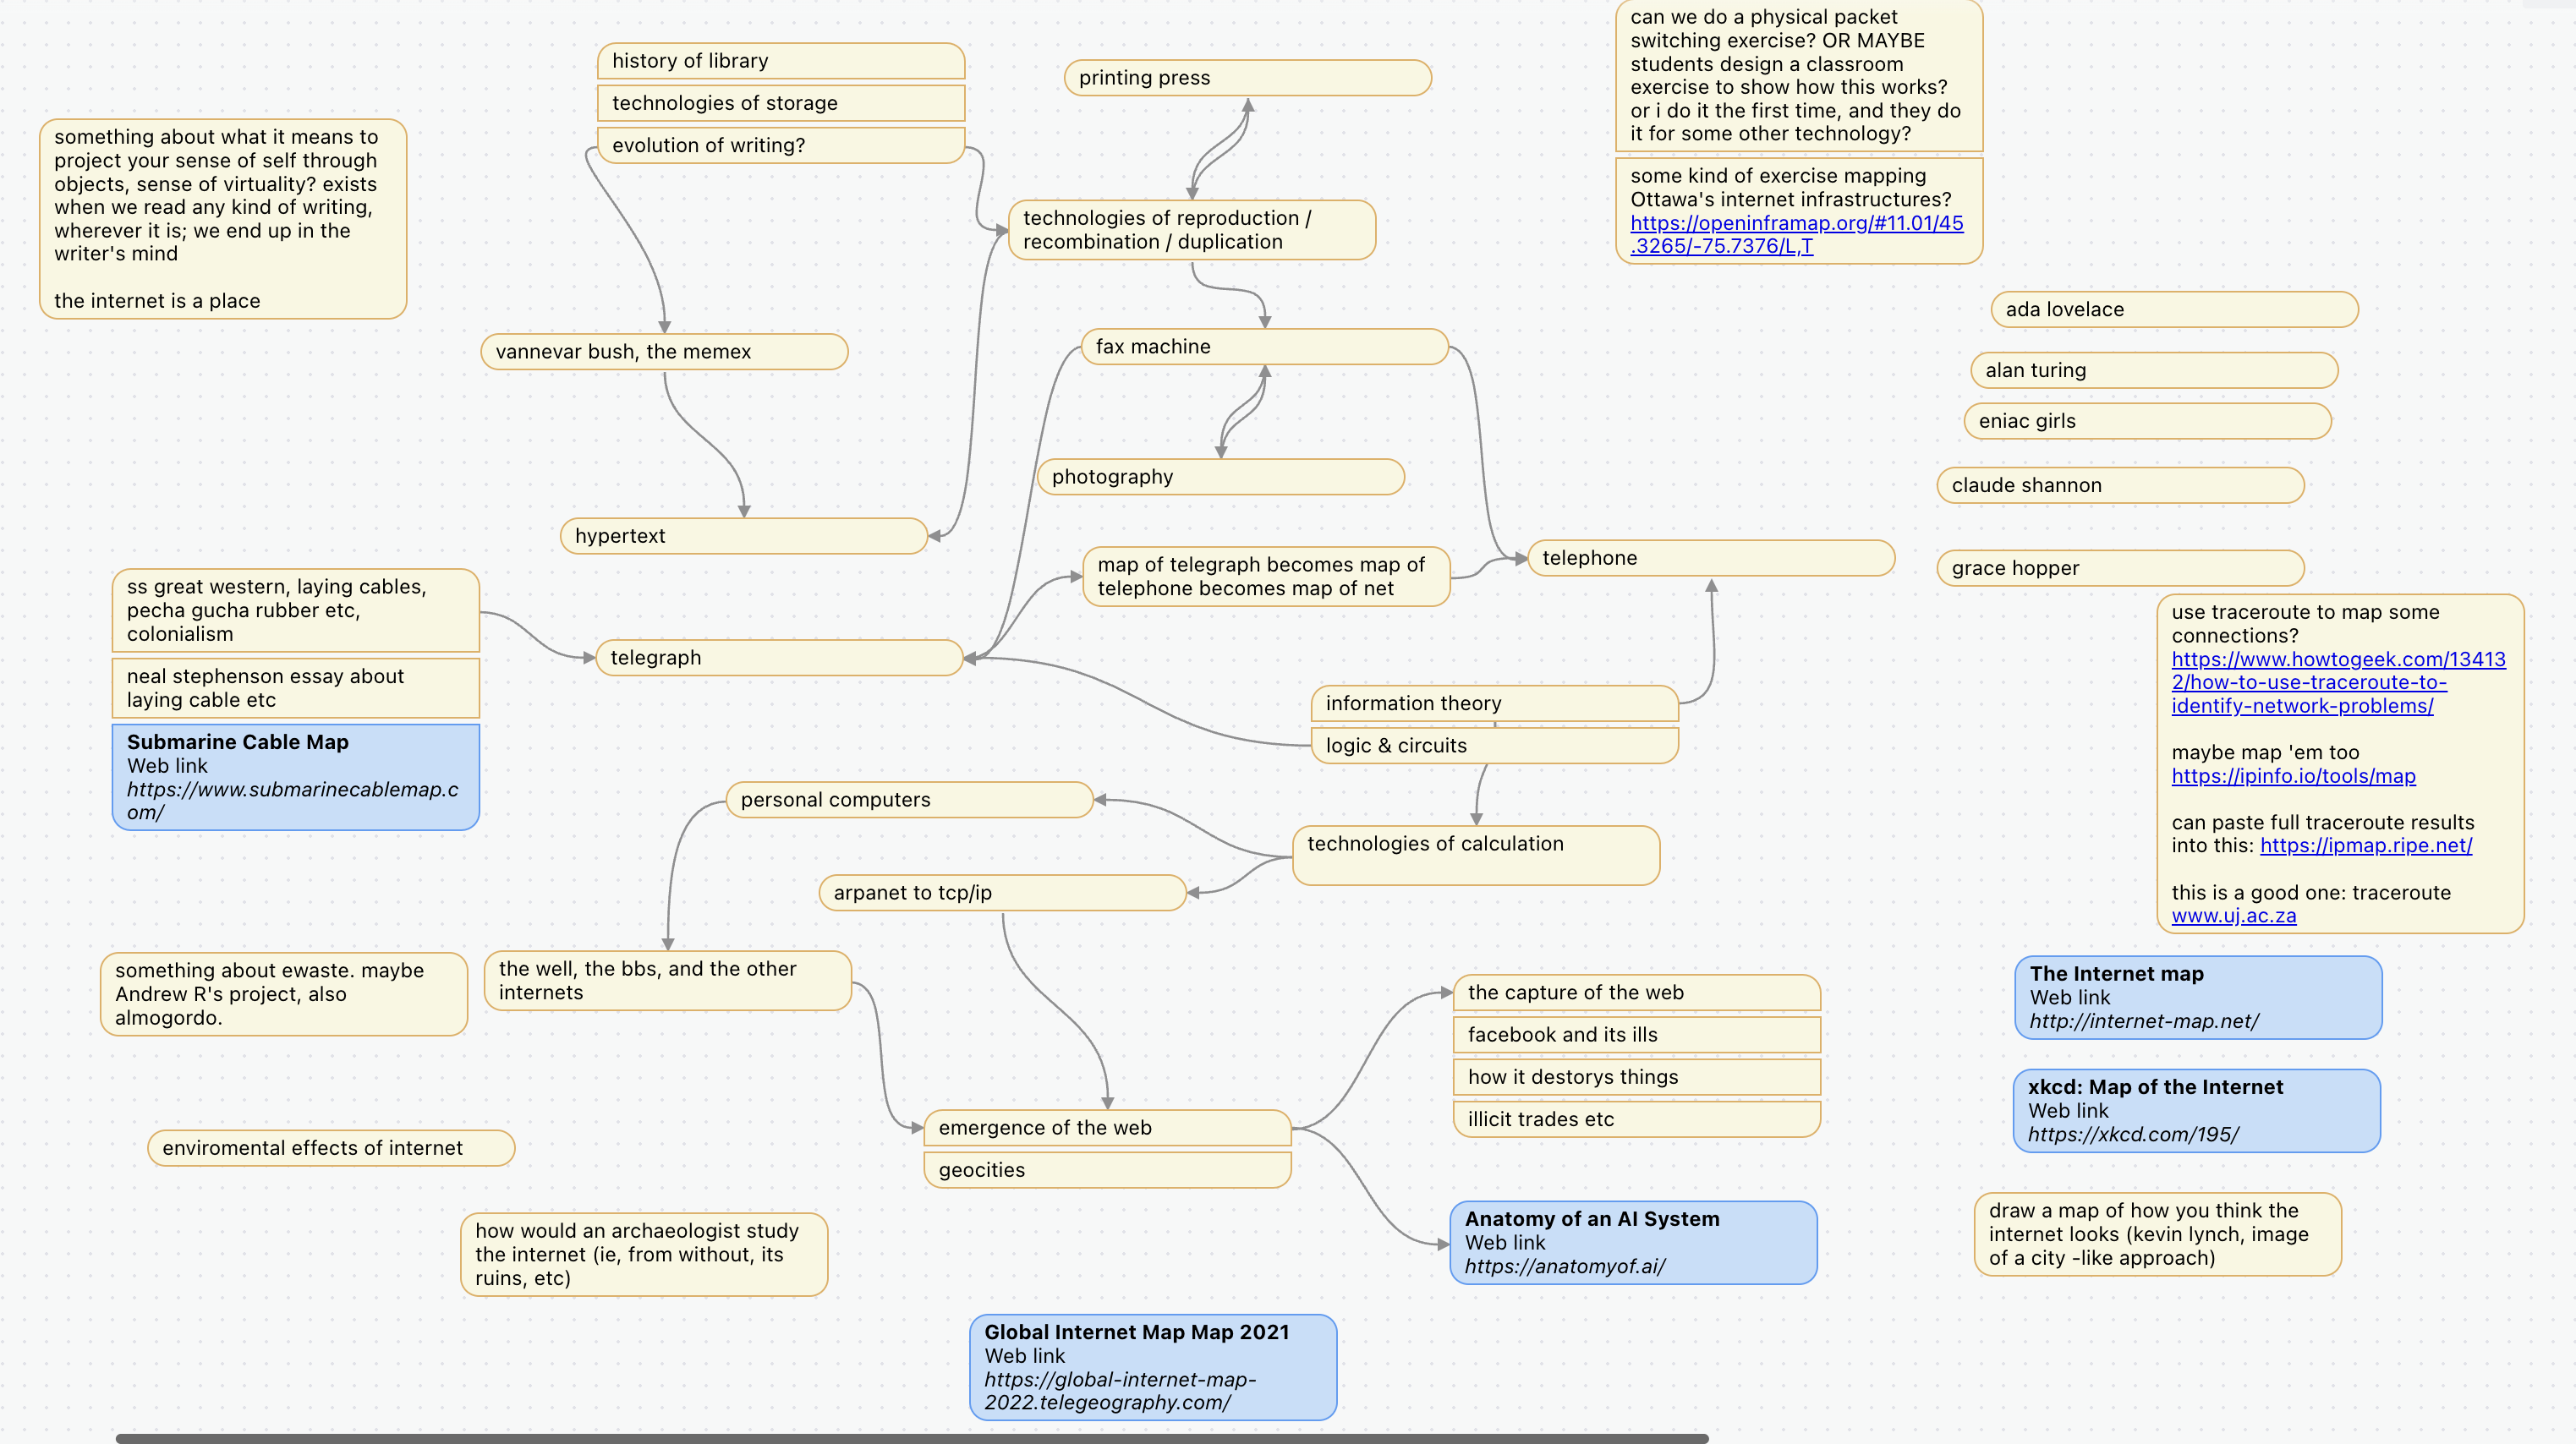 history of library
technologies of storage
evolution of writing?
printing press
can we do a physical packet
switching exercise? OR MAYBE
students design a classroom
exercise to show how this works?
or i do it the first time, and they do
it for some other technology?
some kind of exercise mapping
Ottawa's internet infrastructures?
https://openinframap.org/#11.01/45
.3265/-75.7376/L,T
something about what it means to
project your sense of self through
objects, sense of virtuality? exists
when we read any kind of writing,
wherever it is; we end up in the
writer's mind
the internet is a place
technologies of reproduction /
recombination / duplication
vannevar bush, the memex
fax machine
photography
hypertext
ada lovelace
alan turing
eniac girls
claude shannon
grace hopper
telephone
map of telegraph becomes map of
telephone becomes map of net
ss great western, laying cables,
pecha gucha rubber etc,
colonialism
neal stephenson essay about
laying cable etc
Submarine Cable Map
Web link
https://www.submarinecablemap.c
om/
telegraph
information theory
logic & circuits
use traceroute to map some
connections?
https://www.howtogeek.com/13413
2/how-to-use-traceroute-to-
identify-network-problems/
maybe map 'em too
https://ipinfo.io/tools/map
can paste full traceroute results
into this: https://ipmap.ripe.net/
this is a good one: traceroute
www.uj.ac.za
personal computers
technologies of calculation
arpanet to tcp/ip
something about ewaste. maybe
Andrew R's project, also
almogordo.
the well, the bbs, and the other
internets
the capture of the web
facebook and its ills
how it destorys things
illicit trades etc
The Internet map
Web link
http://internet-map.net/
xkcd: Map of the Internet
Web link
https://xkcd.com/195/
emergence of the web
geocities
enviromental effects of internet
how would an archaeologist study
the internet (ie, from without, its
ruins, etc)
Anatomy of an AI System
Web link
https://anatomyof.ai/
draw a map of how you think the
internet looks (kevin lynch, image
of a city -like approach)
Global Internet Map Map 2021
Web link
https://global-internet-map-
2022.telegeography.com/